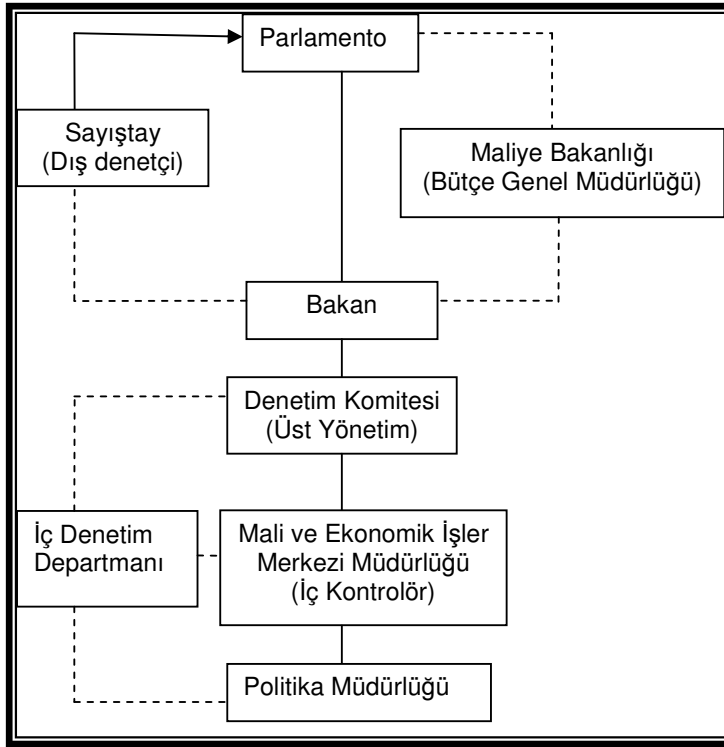 Parlamento
Sayıştay
(Dış denetçi)
Maliye Bakanlığı
(Bütçe Genel Müdürlüğü)
Bakan
Denetim Komitesi
(Üst Yönetim)
İç Denetim
Departmanı
Mali ve Ekonomik İşler
Merkezi Müdürlüğü
(İç Kontrolör)
Politika Müdürlüğü